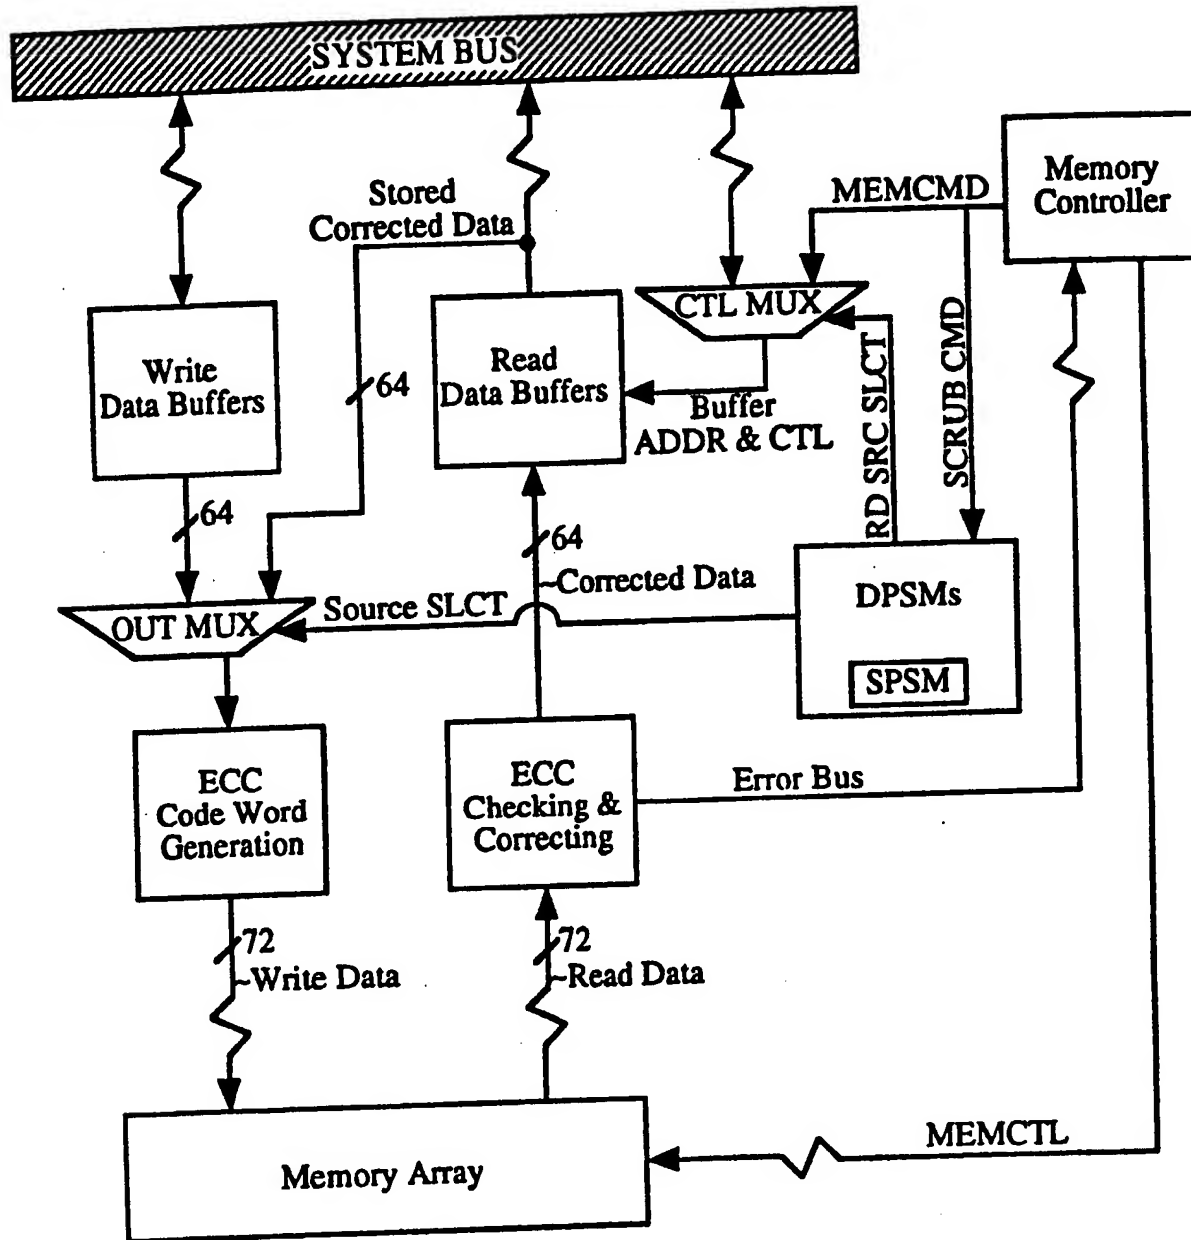 SYSTEM BUS
Memory
Controller
MEMCMD
Stored
Corrected Data
CTL MUX
Write
Data Buffers
64
Read
Data Buffers
Buffer
ADDR & CTL
RD SRC SLCT
SCRUB CMD
64
64
Corrected Data
DPSMs
SPSM
Source SLCT
OUT MUX
ECC
Code Word
Generation
ECC
Checking &
Correcting
Error Bus
72
Write Data
72
Read Data
MEMCTL
Memory Array